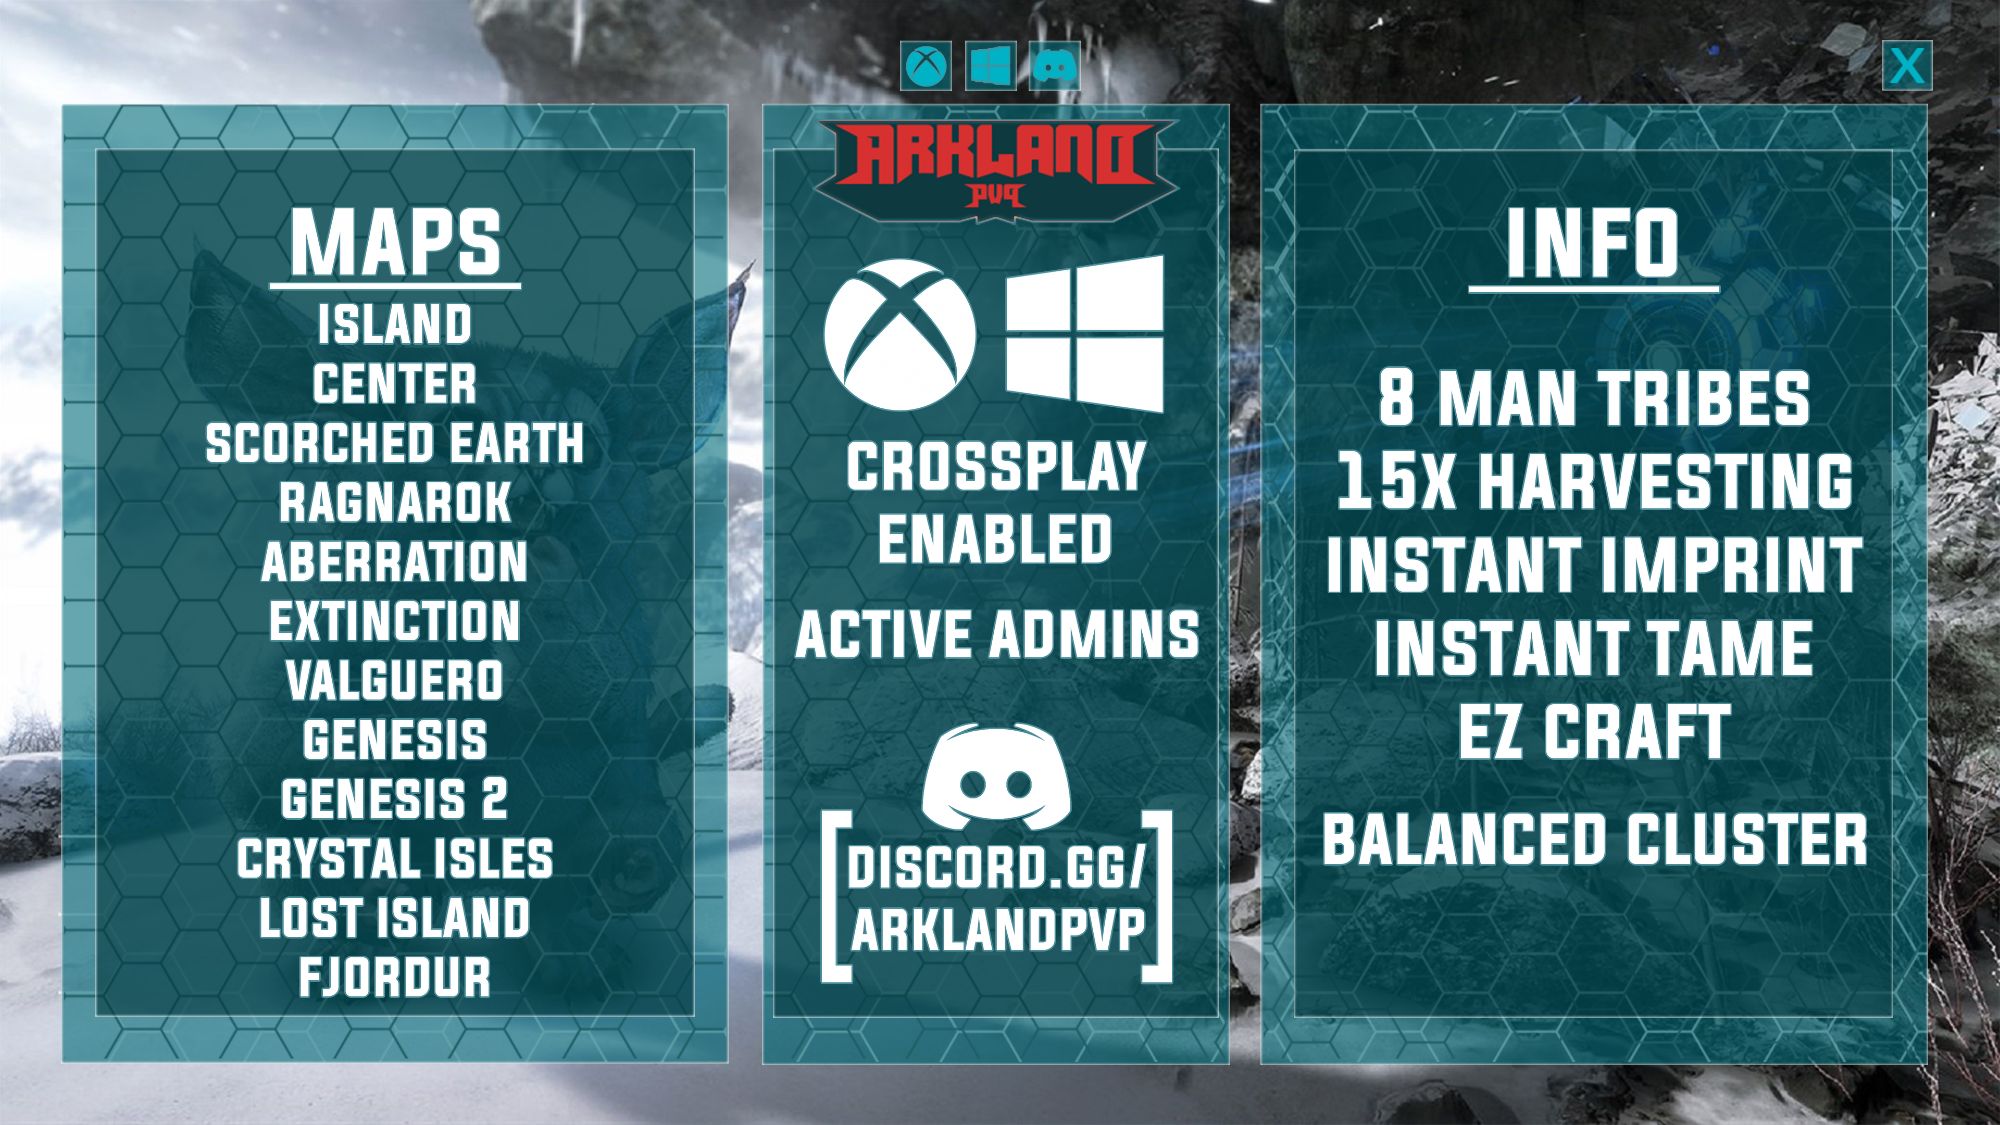 X
MAPS
ISLAND
CENTER
SCORCHED EARTH
RAGNAROK
ABERRATION
EXTINCTION
VALGUERO
GENESIS
GENESIS 2
CRYSTAL ISLES
LOST ISLAND
FJORDUR
ARKLAND
PVP
CROSSPLAY
ENABLED
ACTIVE ADMINS
DISCORD.GG/
ARKLANDPVP
INFO
8 MAN TRIBES
15X HARVESTING
INSTANT IMPRINT
INSTANT TAME
EZ CRAFT
BALANCED CLUSTER